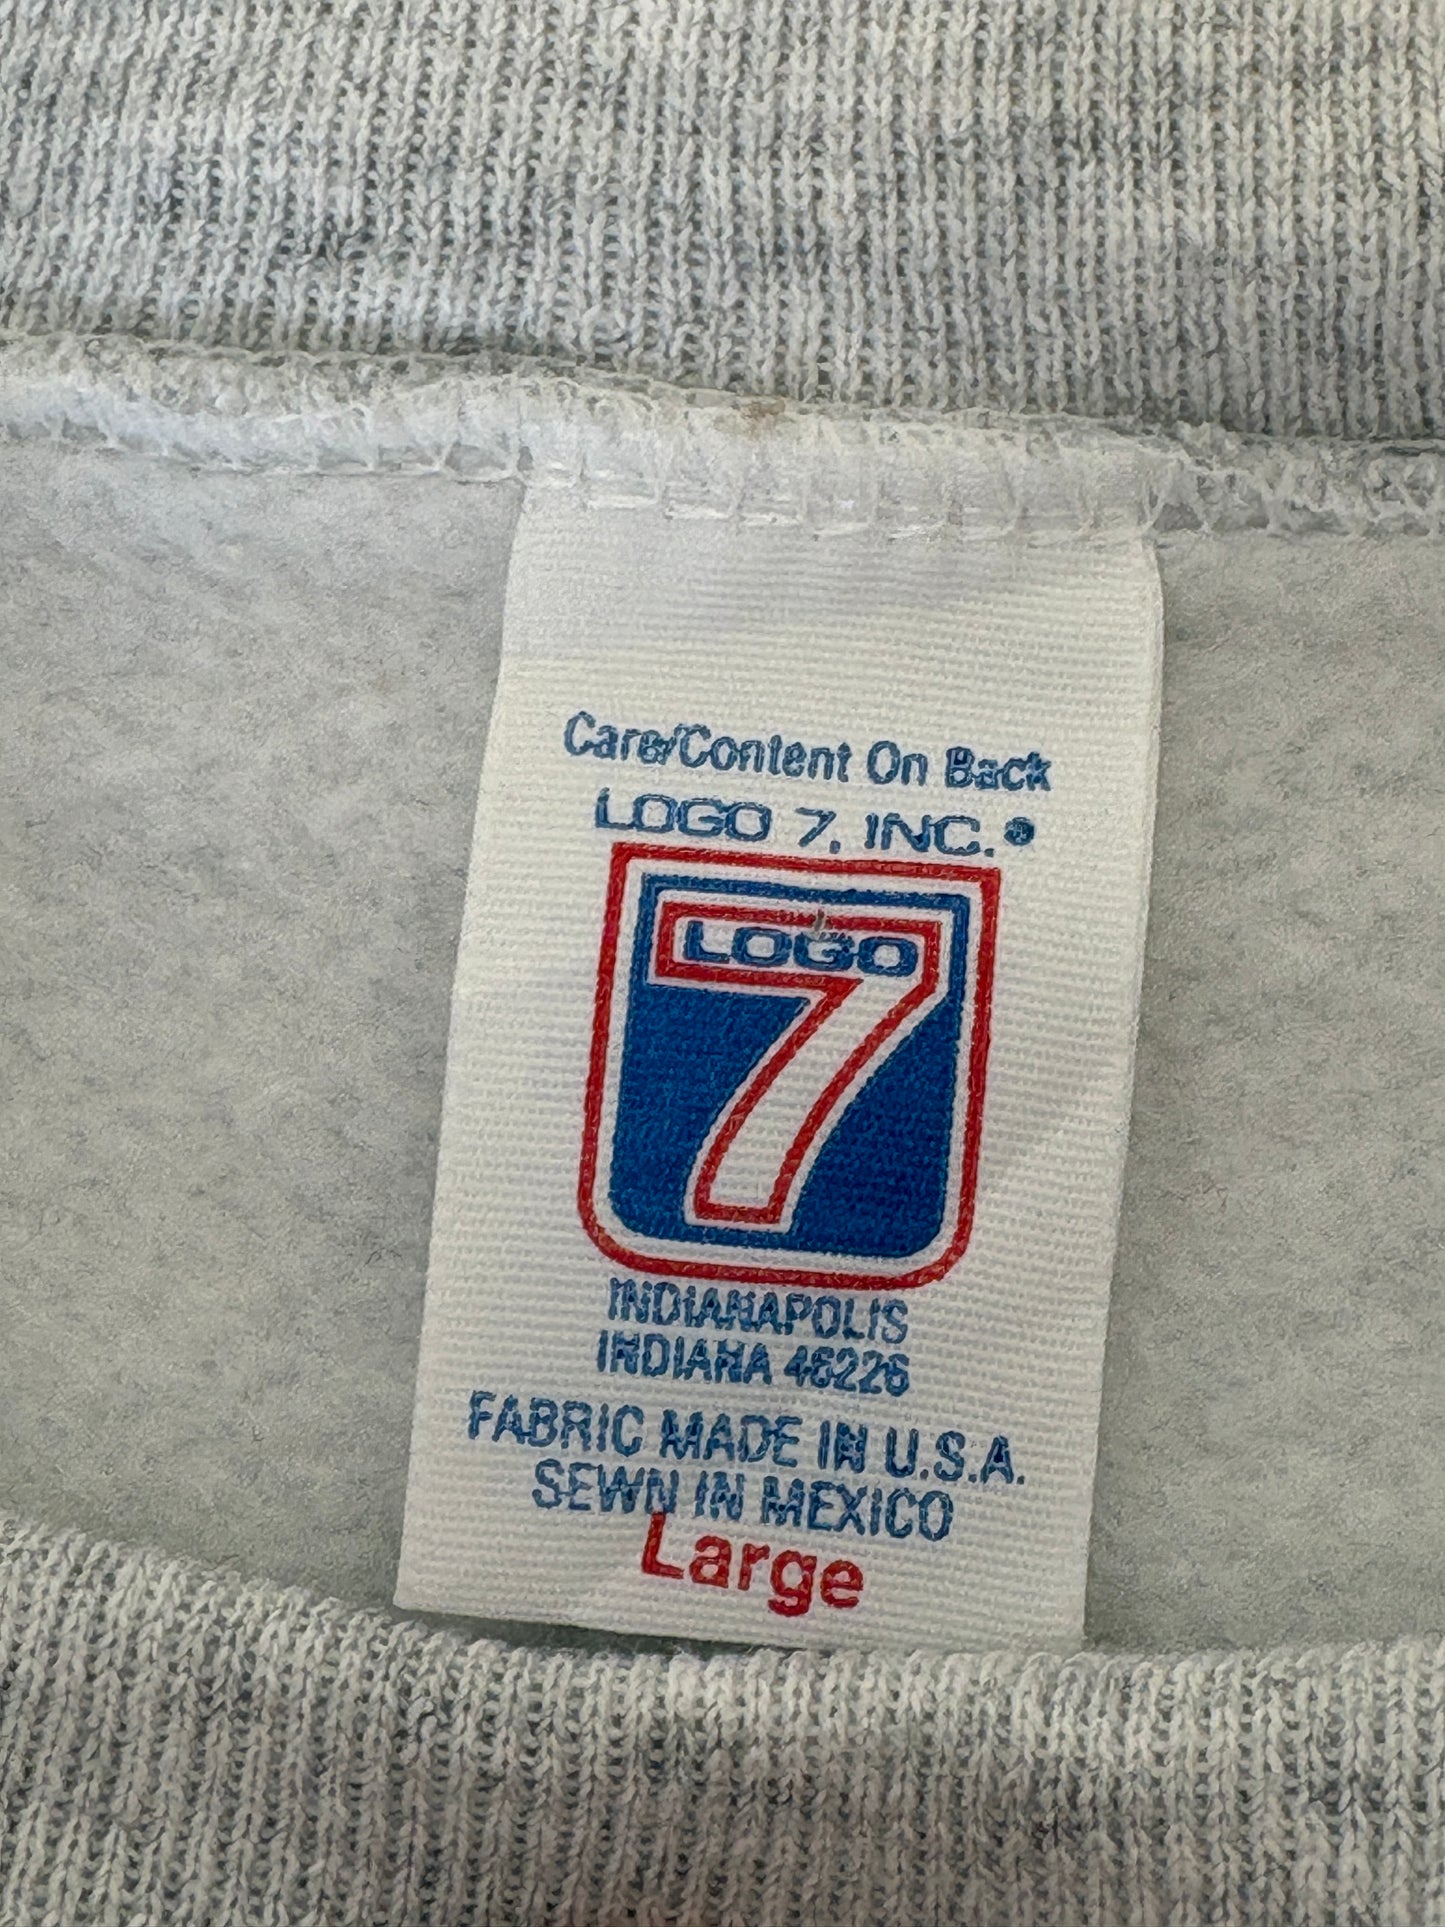 Care/Content On Back
LOGO 7, INC.®
LOGO
7
INDIANAPOLIS
INDIANA 46226
FABRIC MADE IN U.S.A.
SEWN IN MEXICO
Large